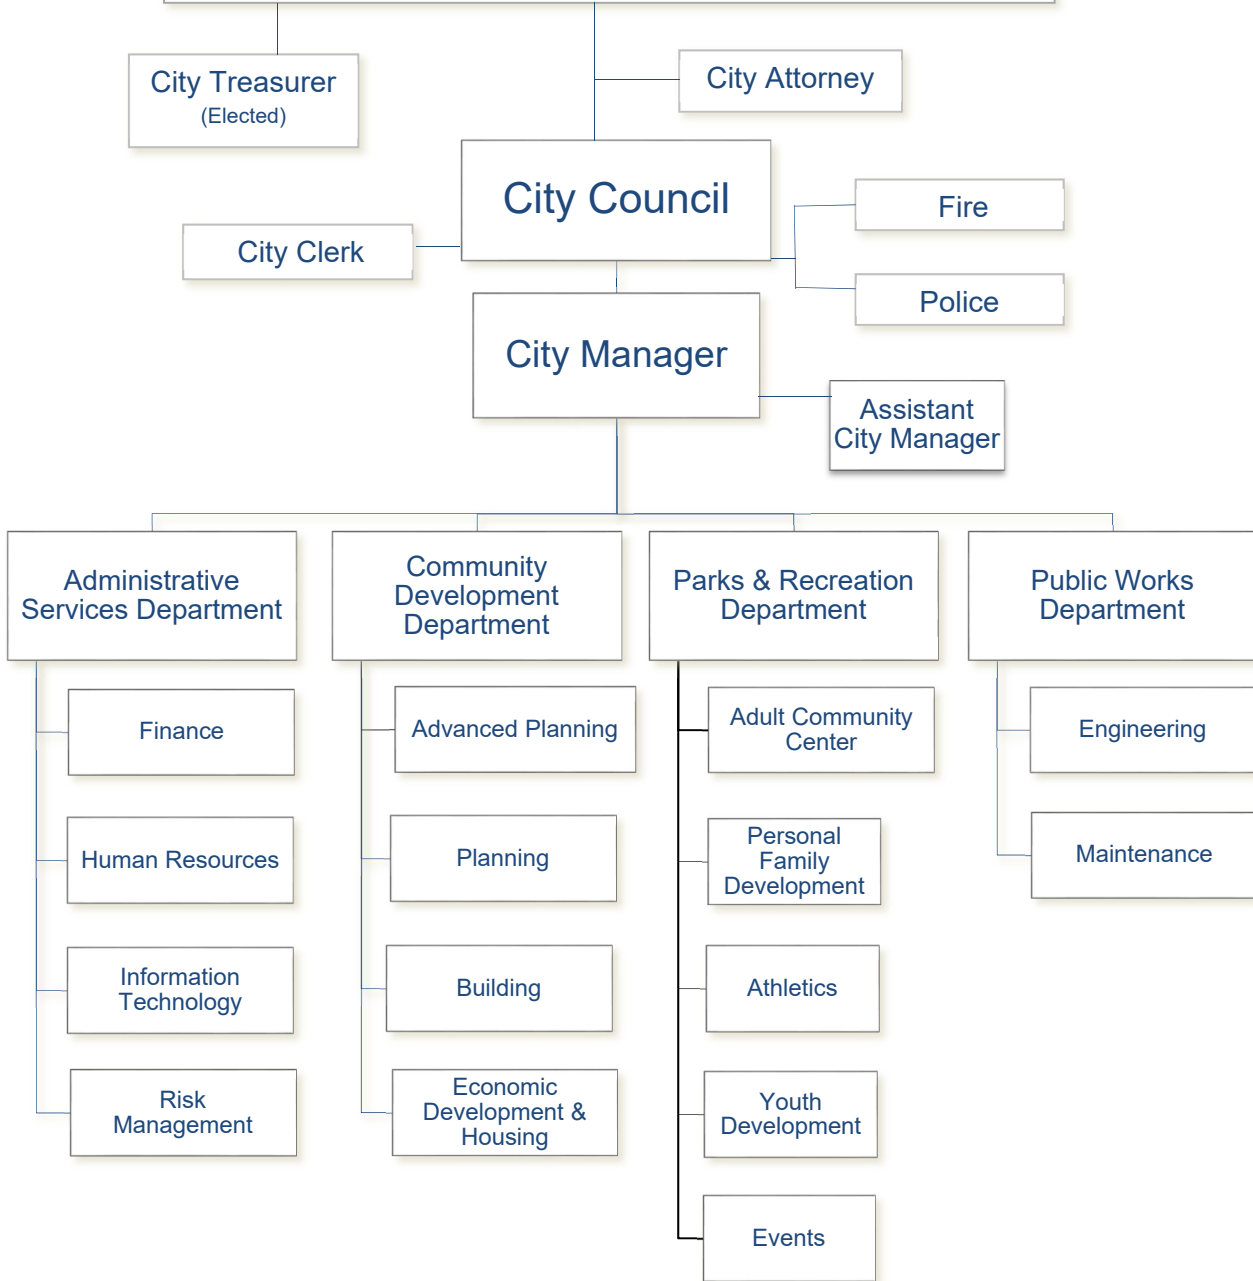 City Treasurer
(Elected)
City Attorney
City Council
Fire
City Clerk
Police
City Manager
Assistant
City Manager
Administrative
Services Department
Community
Development
Department
Parks & Recreation
Department
Public Works
Department
Finance
Advanced Planning
Adult Community
Center
Engineering
Human Resources
Planning
Personal
Family
Development
Maintenance
Information
Technology
Building
Athletics
Risk
Management
Economic
Development &
Housing
Youth
Development
Events